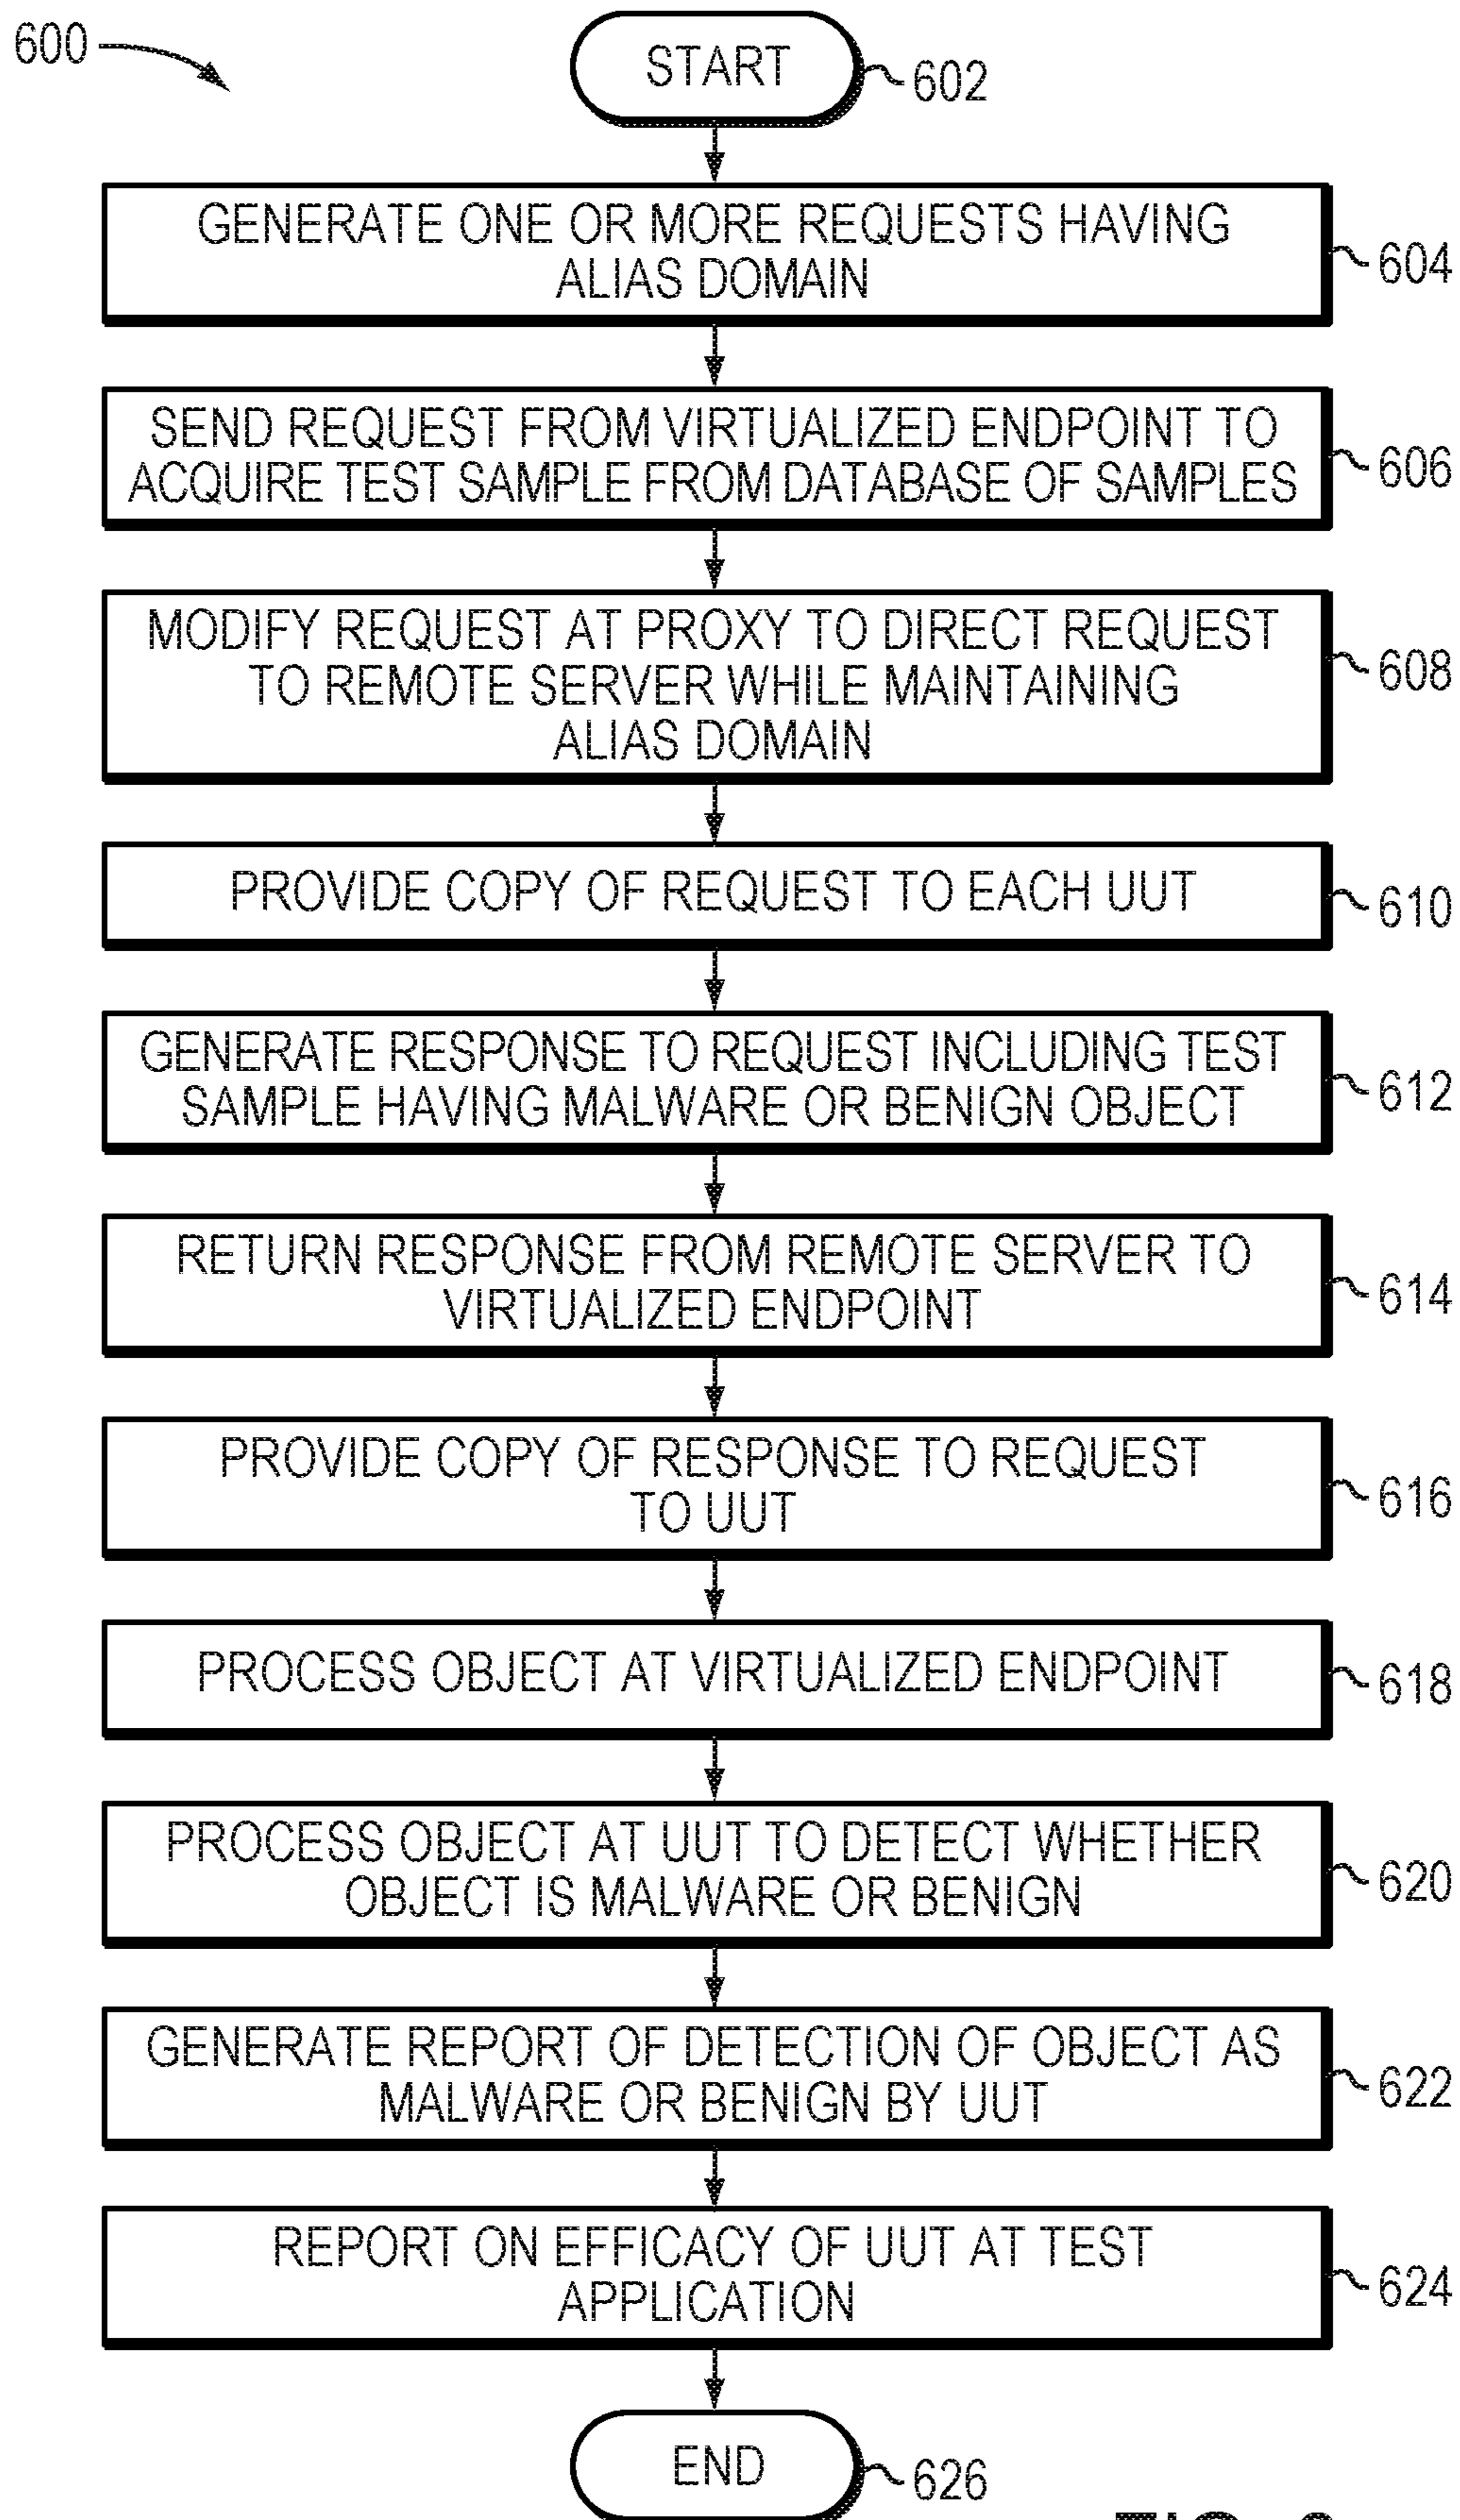 600
START
602
GENERATE ONE OR MORE REQUESTS HAVING
ALIAS DOMAIN
604
SEND REQUEST FROM VIRTUALIZED ENDPOINT TO
ACQUIRE TEST SAMPLE FROM DATABASE OF SAMPLES
606
MODIFY REQUEST AT PROXY TO DIRECT REQUEST
TO REMOTE SERVER WHILE MAINTAINING
ALIAS DOMAIN
608
PROVIDE COPY OF REQUEST TO EACH UUT
610
GENERATE RESPONSE TO REQUEST INCLUDING TEST
SAMPLE HAVING MALWARE OR BENIGN OBJECT
612
RETURN RESPONSE FROM REMOTE SERVER TO
VIRTUALIZED ENDPOINT
614
PROVIDE COPY OF RESPONSE TO REQUEST
TO UUT
616
PROCESS OBJECT AT VIRTUALIZED ENDPOINT
618
PROCESS OBJECT AT UUT TO DETECT WHETHER
OBJECT IS MALWARE OR BENIGN
620
GENERATE REPORT OF DETECTION OF OBJECT AS
MALWARE OR BENIGN BY UUT
622
REPORT ON EFFICACY OF UUT AT TEST
APPLICATION
624
END
626